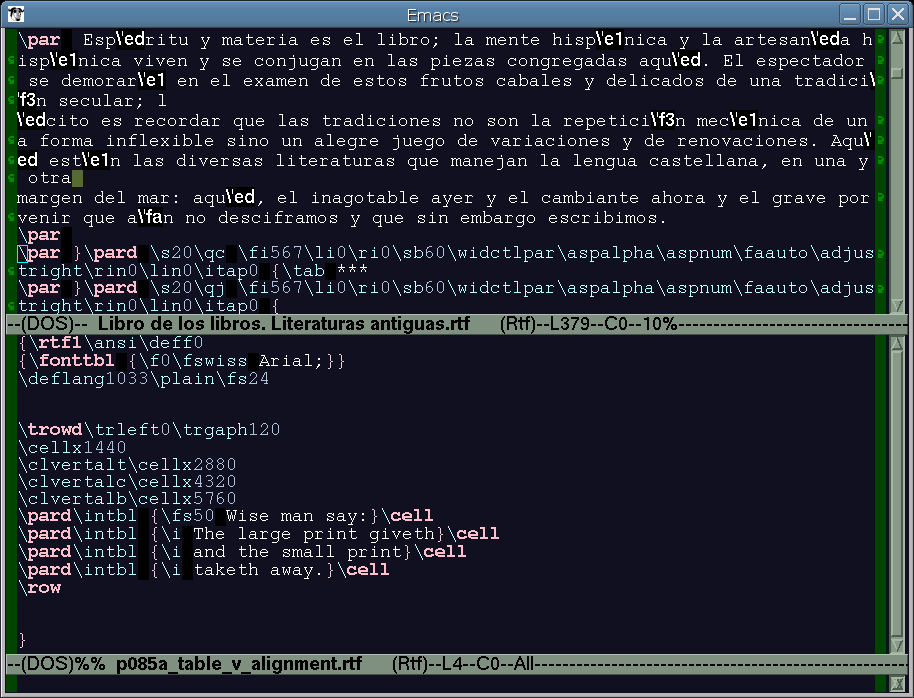 Emacs
\par  Esp\'edritu y materia es el libro; la mente hisp\'e1nica y la artesan\'eda h
isp\'e1nica viven y se conjugan en las piezas congregadas aqu\'ed. El espectador
 se demorar\'e1 en el examen de estos frutos cabales y delicados de una tradici\
'f3n secular; l
\'edcito es recordar que las tradiciones no son la repetici\'f3n mec\'e1nica de un
a forma inflexible sino un alegre juego de variaciones y de renovaciones. Aqu\'
ed est\'e1n las diversas literaturas que manejan la lengua castellana, en una y
 otra
margen del mar: aqu\'ed, el inagotable ayer y el cambiante ahora y el grave por
venir que a\'fan no desciframos y que sin embargo escribimos.
\par
\par }\pard \s20\qc \fi567\li0\ri0\sb60\widctlpar\aspalpha\aspnum\faauto\adjus
tright\rin0\lin0\itap0 {\tab ***
\par }\pard \s20\qj \fi567\li0\ri0\sb60\widctlpar\aspalpha\aspnum\faauto\adjus
tright\rin0\lin0\itap0 {
--(DOS)--  Libro de los libros. Literaturas antiguas.rtf      (Rtf)--L379--C0--10%--------------------------------
{\rtf1\ansi\deff0
{\fonttbl {\f0\fswiss Arial;}}
\deflang1033\plain\fs24
\trowd\trleft0\trgaph120
\cellx1440
\clvertalt\cellx2880
\clvertalc\cellx4320
\clvertalb\cellx5760
\pard\intbl {\fs50 Wise man say:}\cell
\pard\intbl {\i The large print giveth}\cell
\pard\intbl {\i and the small print}\cell
\pard\intbl {\i taketh away.}\cell
\row
}
--(DOS)%%  p085a_table_v_alignment.rtf      (Rtf)--L4--C0--All--------------------------------------------------